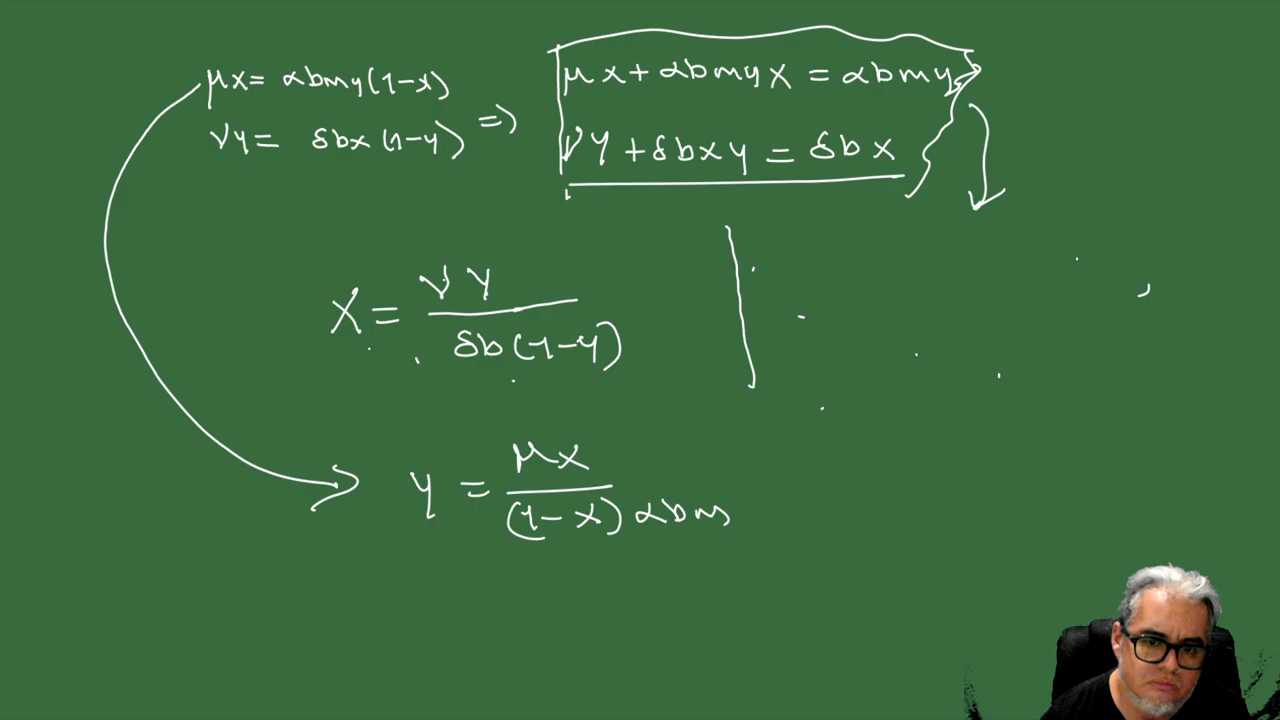 μx = αbmy(1-x)
νy = δbx(1-y) ⇒
μx + αbmyx = αbmy
νy + δbxy = δbx
x = νy / δb(1-y)
y = μx / (1-x)αbm